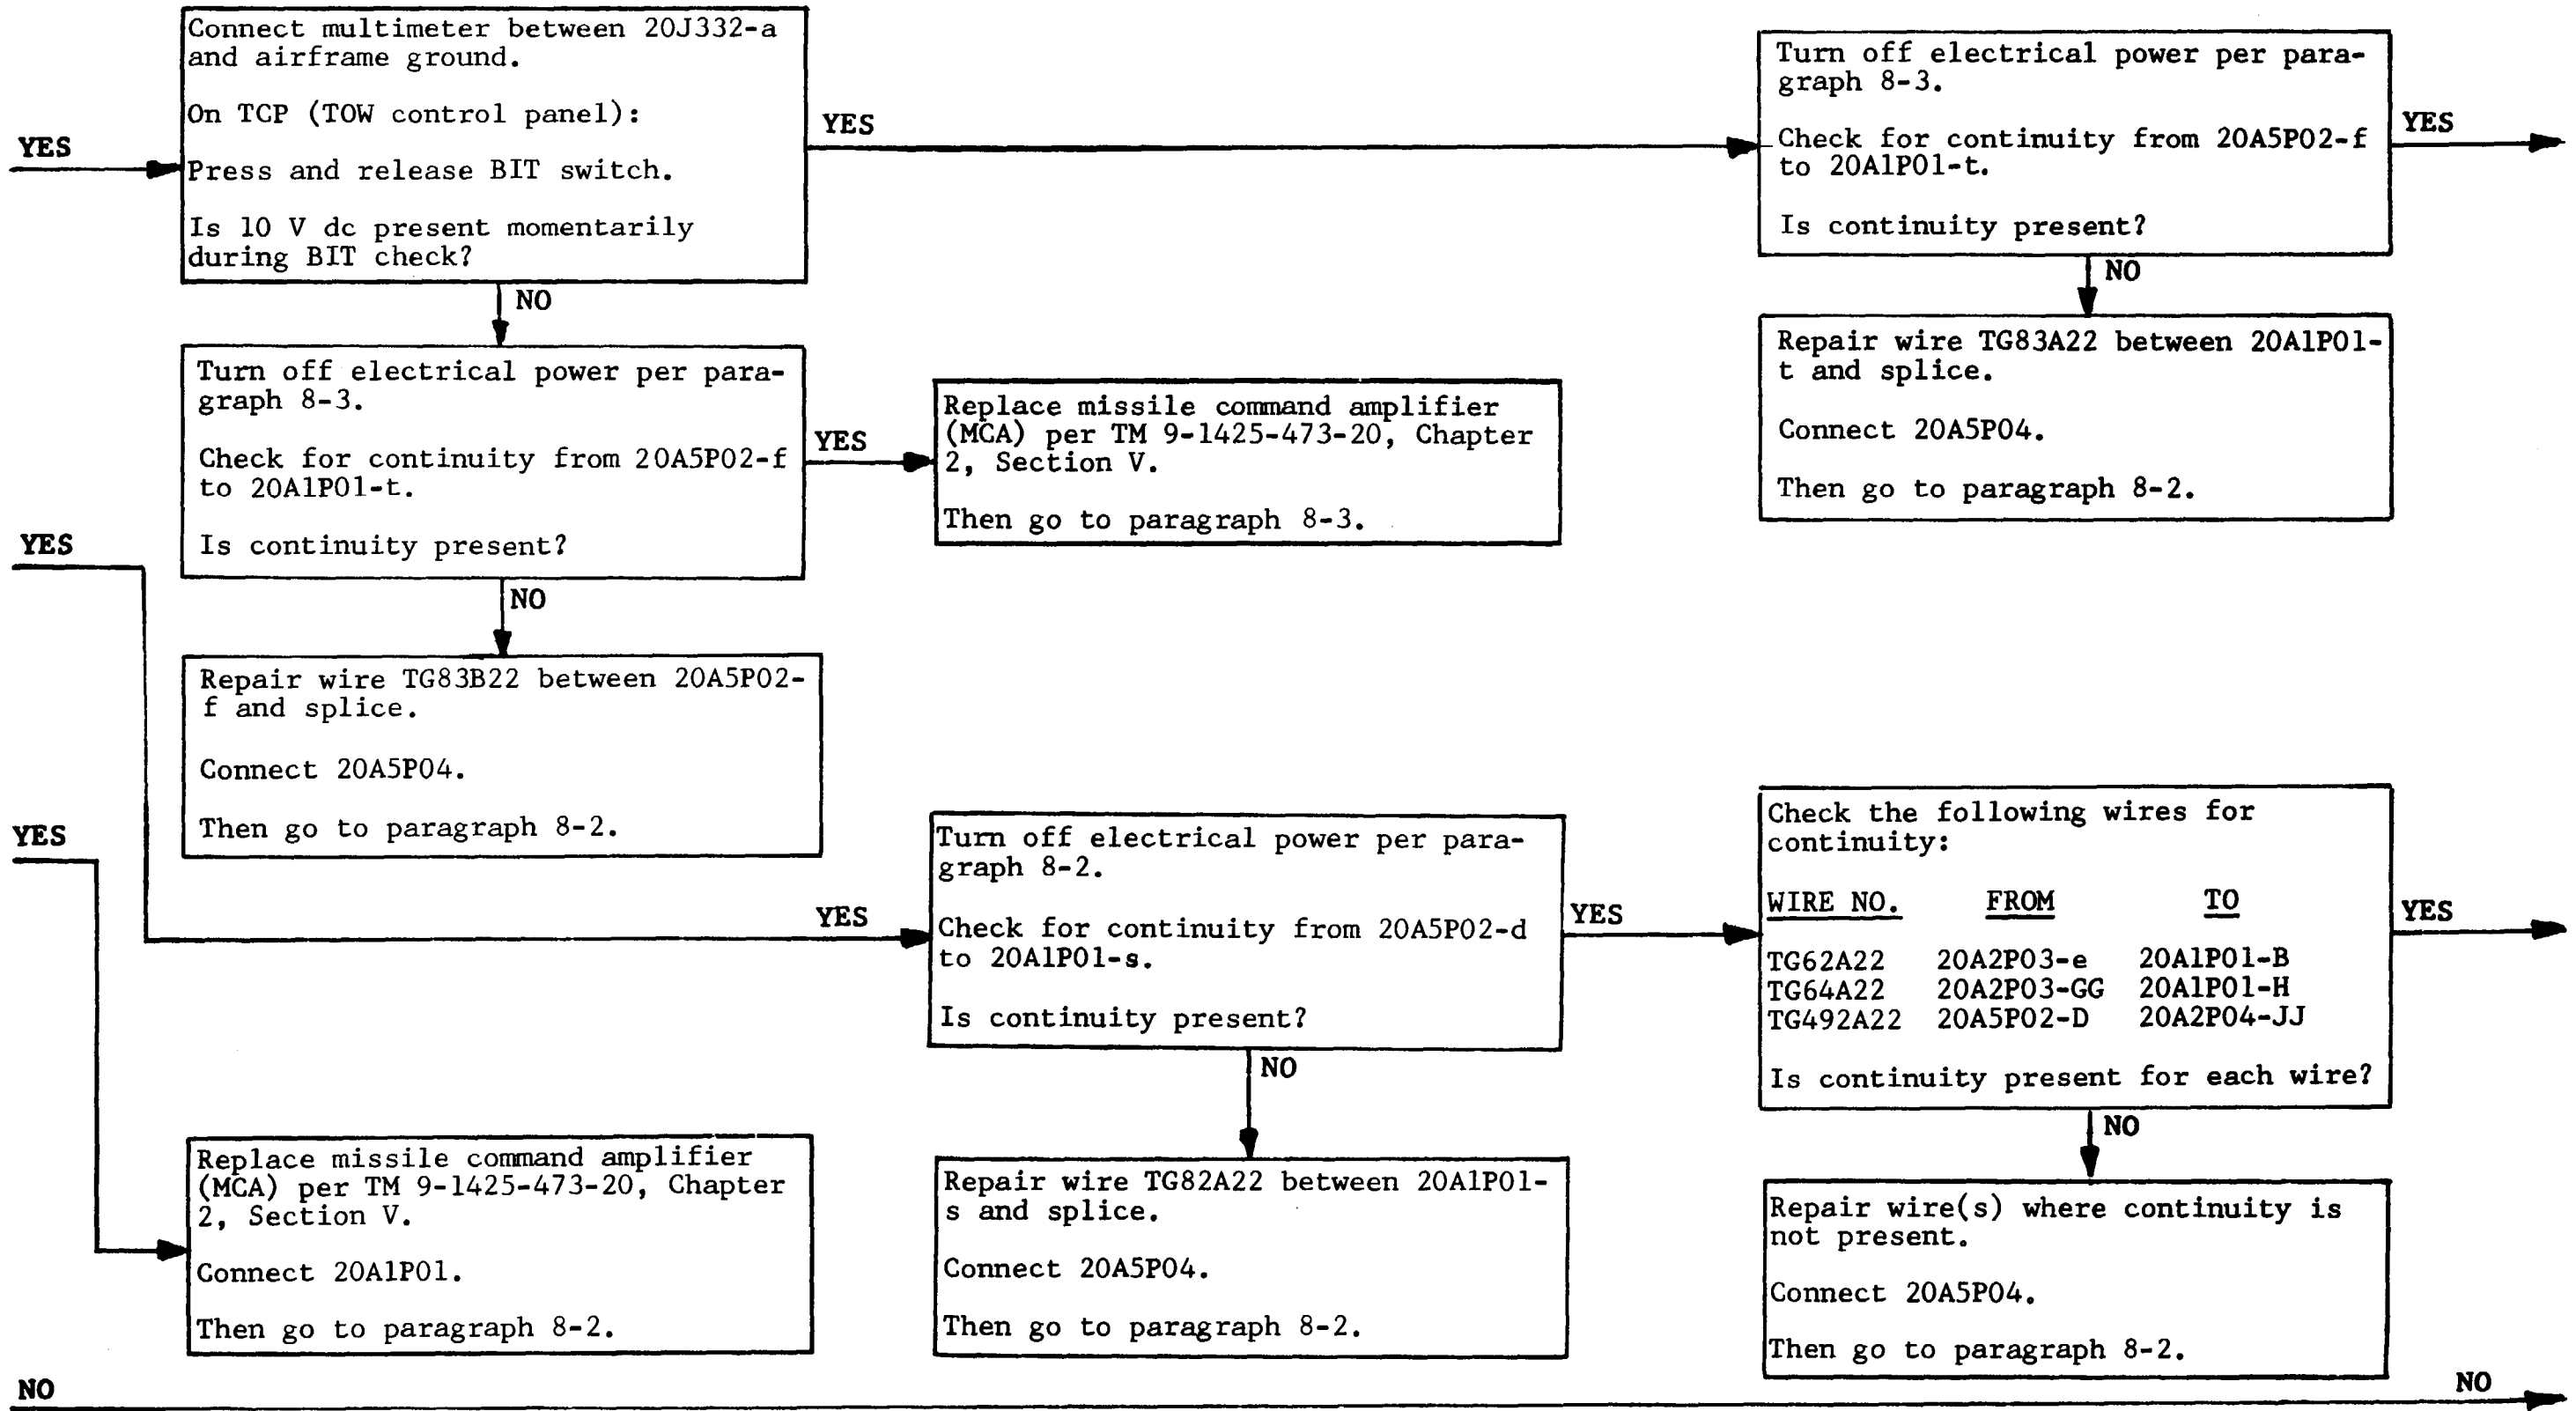 YES
Connect multimeter between 20J332-a
and airframe ground.
On TCP (TOW control panel):
Press and release BIT switch.
Is 10 V dc present momentarily
during BIT check?
YES
NO
Turn off electrical power per para-
graph 8-3.
Check for continuity from 20A5P02-f
to 20A1P01-t.
Is continuity present?
YES
NO
Repair wire TG83A22 between 20A1P01-
t and splice.
Connect 20A5P04.
Then go to paragraph 8-2.
Turn off electrical power per para-
graph 8-3.
Check for continuity from 20A5P02-f
to 20A1P01-t.
Is continuity present?
YES
NO
Replace missile command amplifier
(MCA) per TM 9-1425-473-20, Chapter
2, Section V.
Then go to paragraph 8-3.
Repair wire TG83B22 between 20A5P02-
f and splice.
Connect 20A5P04.
Then go to paragraph 8-2.
YES
YES
Turn off electrical power per para-
graph 8-2.
Check for continuity from 20A5P02-d
to 20A1P01-s.
Is continuity present?
YES
NO
Check the following wires for
continuity:
WIRE NO. FROM TO
TG62A22 20A2P03-e 20A1P01-B
TG64A22 20A2P03-GG 20A1P01-H
TG492A22 20A5P02-D 20A2P04-JJ
Is continuity present for each wire?
YES
NO
Repair wire TG82A22 between 20A1P01-
s and splice.
Connect 20A5P04.
Then go to paragraph 8-2.
Repair wire(s) where continuity is
not present.
Connect 20A5P04.
Then go to paragraph 8-2.
YES
Replace missile command amplifier
(MCA) per TM 9-1425-473-20, Chapter
2, Section V.
Connect 20A1P01.
Then go to paragraph 8-2.
NO
NO